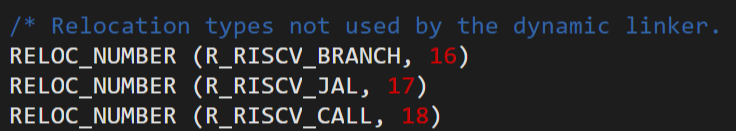 /* Relocation types not used by the dynamic linker.
RELOC_NUMBER (R_RISCV_BRANCH, 16)
RELOC_NUMBER (R_RISCV_JAL, 17)
RELOC_NUMBER (R_RISCV_CALL, 18)